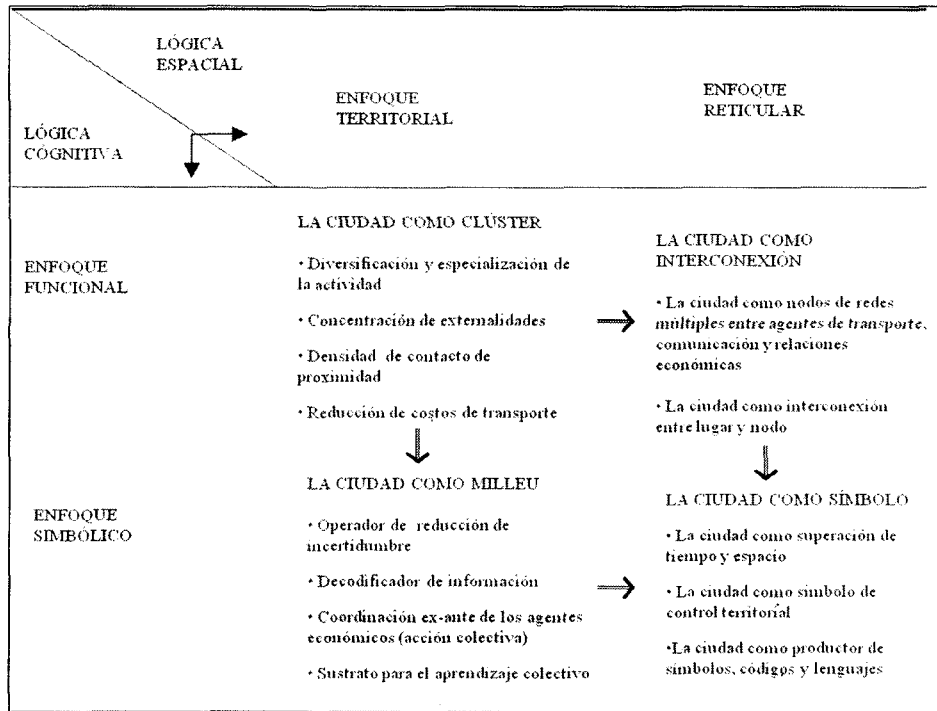 LÓGICA
ESPACIAL
LÓGICA
CÓGNITIVA
ENFOQUE
TERRITORIAL
ENFOQUE
RETICULAR
ENFOQUE
FUNCIONAL
LA CIUDAD COMO CLÚSTER
• Diversificación y especialización de
la actividad
• Concentración de externalidades
• Densidad de contacto de
proximidad
• Reducción de costos de transporte
LA CIUDAD COMO
INTERCONEXIÓN
• La ciudad como nodos de redes
múltiples entre agentes de transporte,
comunicación y relaciones
económicas
• La ciudad como interconexión
entre lugar y nodo
ENFOQUE
SIMBÓLICO
LA CIUDAD COMO MILLEU
• Operador de reducción de
incertidumbre
• Decodificador de información
• Coordinación ex-ante de los agentes
económicos (acción colectiva)
• Sustrato para el aprendizaje colectivo
LA CIUDAD COMO SÍMBOLO
• La ciudad como superación de
tiempo y espacio
• La ciudad como simbolo de
control territorial
•La ciudad como productor de
símbolos, códigos y lenguajes